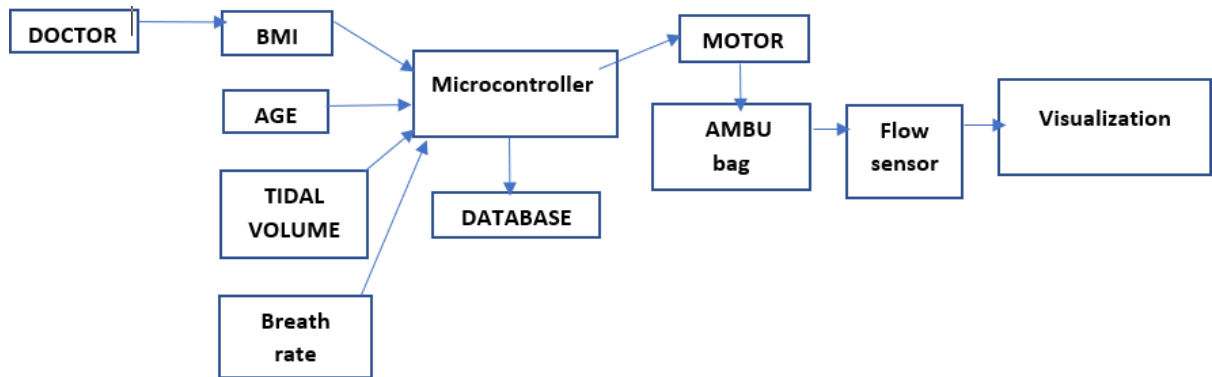 DOCTOR
BMI
AGE
TIDAL
VOLUME
Breath
rate
Microcontroller
DATABASE
MOTOR
AMBU
bag
Flow
sensor
Visualization